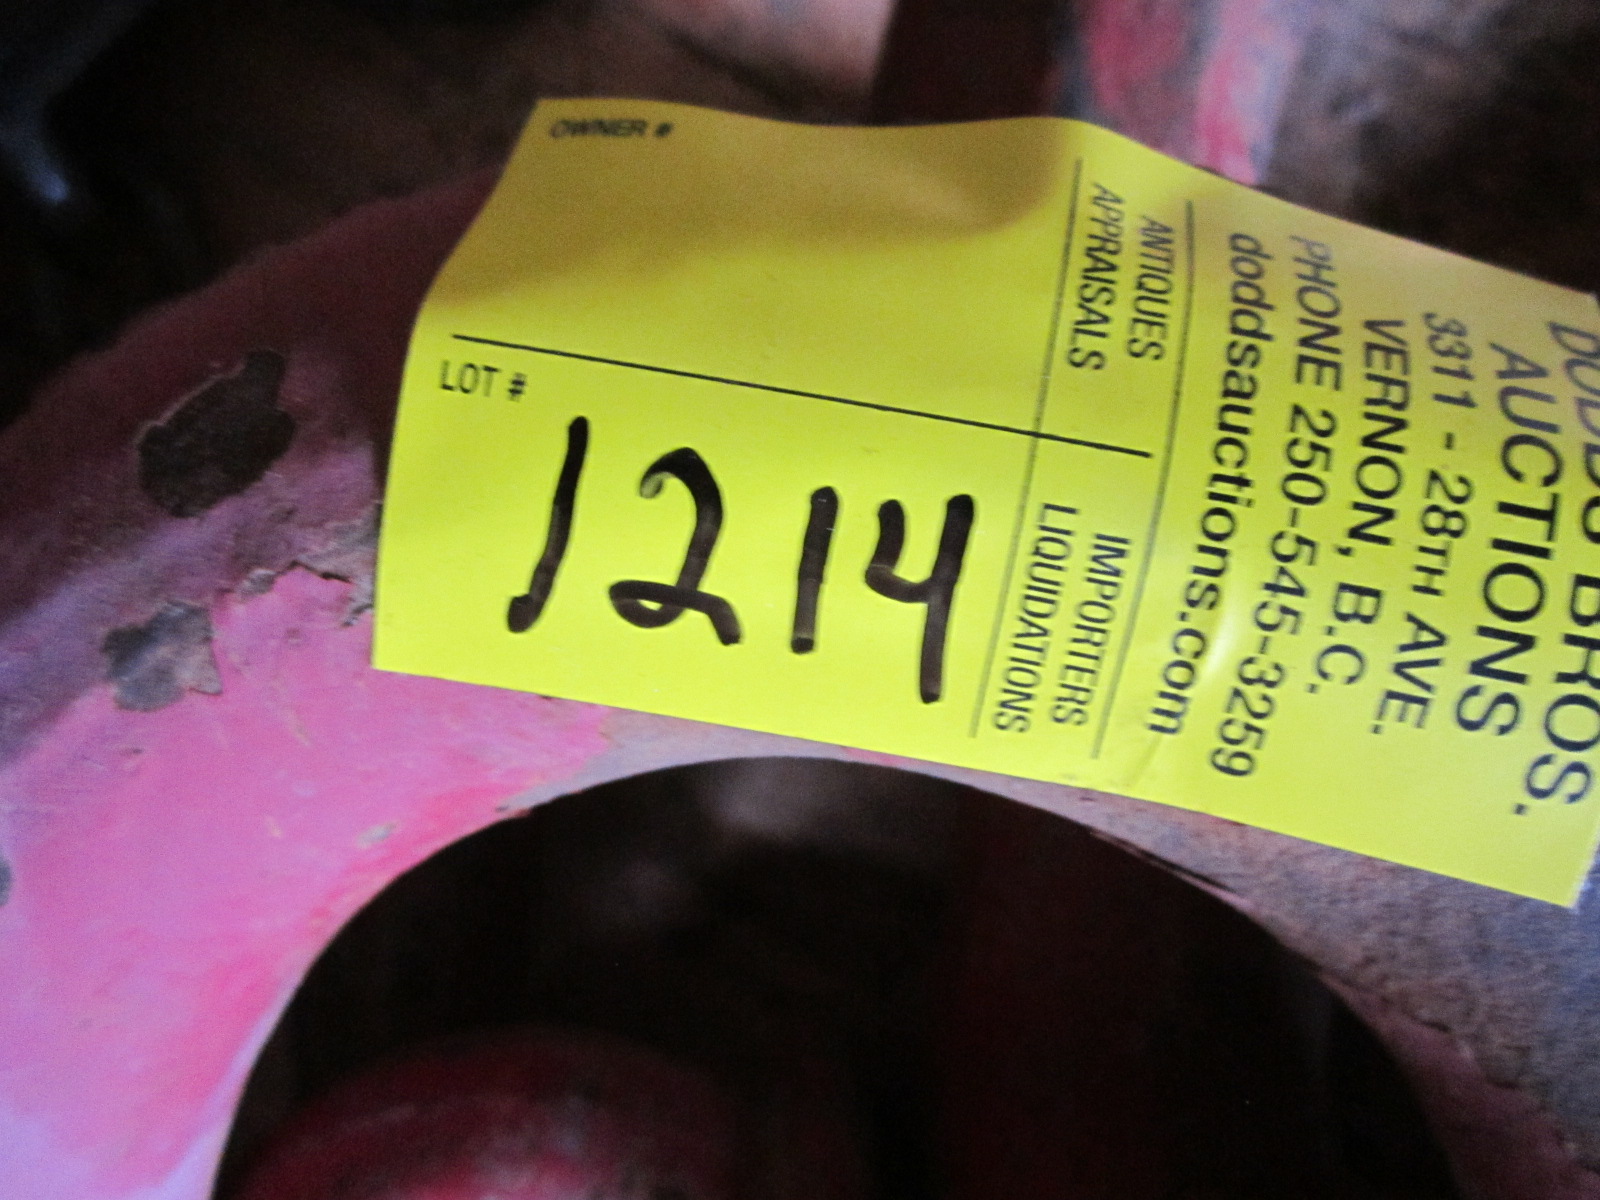 OWNER #
LOT #
1214
DODDS BROS.
AUCTIONS
3311 - 28TH AVE.
VERNON, B.C.
PHONE 250-545-3259
doddsauctions.com
ANTIQUES
APPRAISALS
IMPORTERS
LIQUIDATIONS